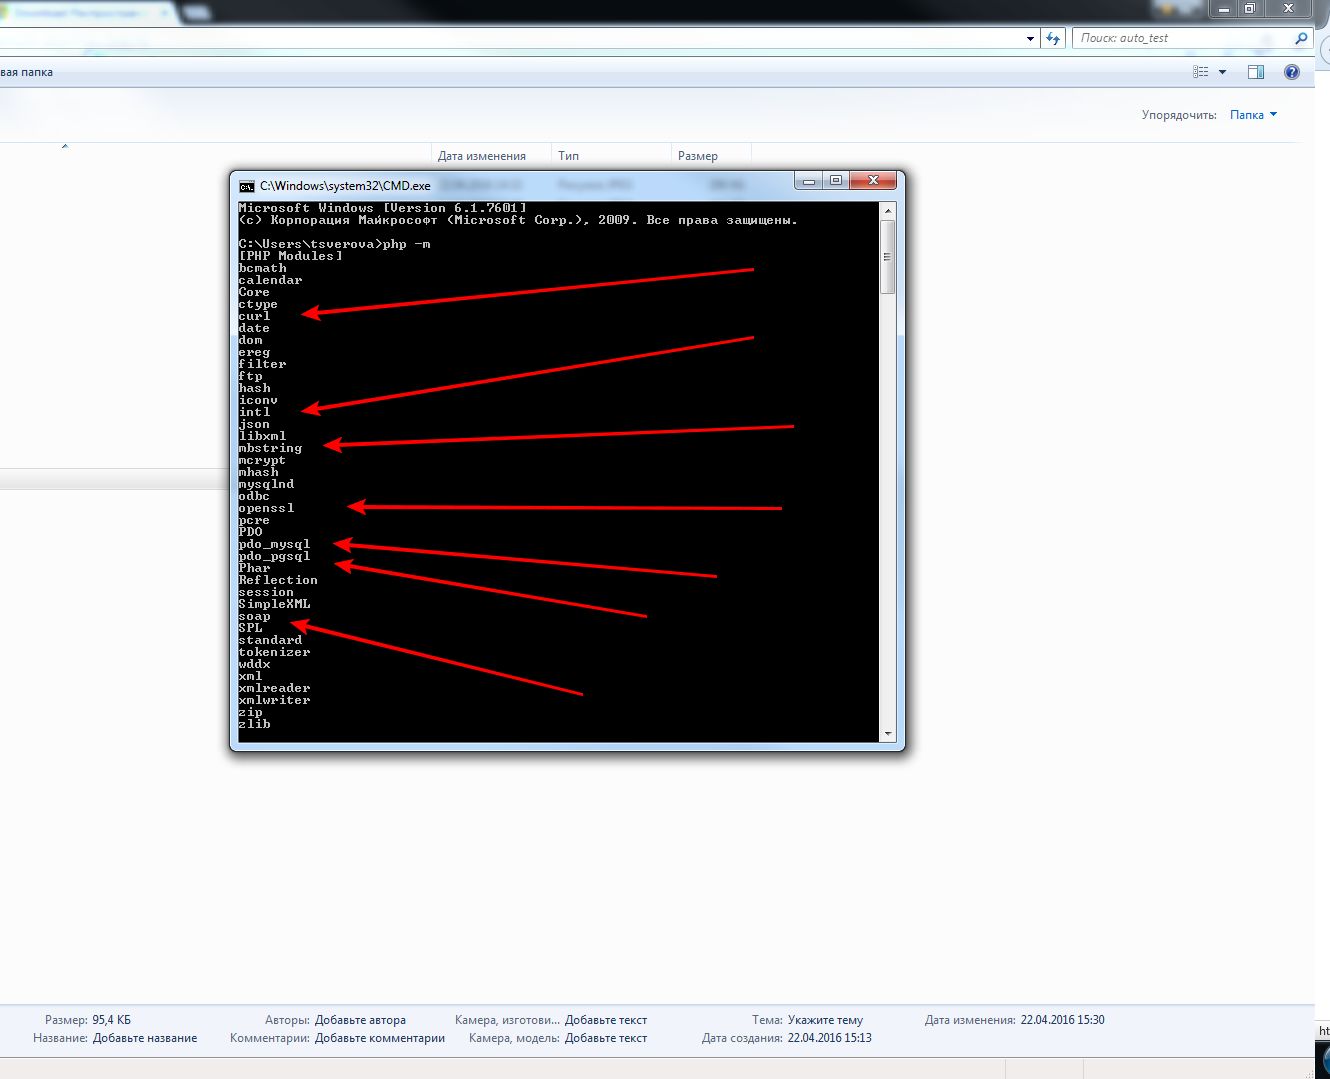 Поиск: auto_test
вая папка
Упорядочить: Папка
Дата изменения Тип Размер
C:\Windows\system32\CMD.exe
Microsoft Windows [Version 6.1.7601]
(c) Корпорация Майкрософт (Microsoft Corp.), 2009. Все права защищены.
C:\Users\tsverova>php -m
[PHP Modules]
bcmath
calendar
Core
ctype
curl
date
dom
ereg
filter
ftp
hash
iconv
intl
json
libxml
mbstring
mcrypt
mhash
mysqlnd
odbc
openssl
pcre
PDO
pdo_mysql
pdo_pgsql
Phar
Reflection
session
SimpleXML
soap
SPL
standard
tokenizer
wddx
xml
xmlreader
xmlwriter
zip
zlib
Размер: 95,4 КБ Авторы: Добавьте автора Камера, изготови... Добавьте текст Тема: Укажите тему Дата изменения: 22.04.2016 15:30
Название: Добавьте название Комментарии: Добавьте комментарии Камера, модель: Добавьте текст Дата создания: 22.04.2016 15:13
ht